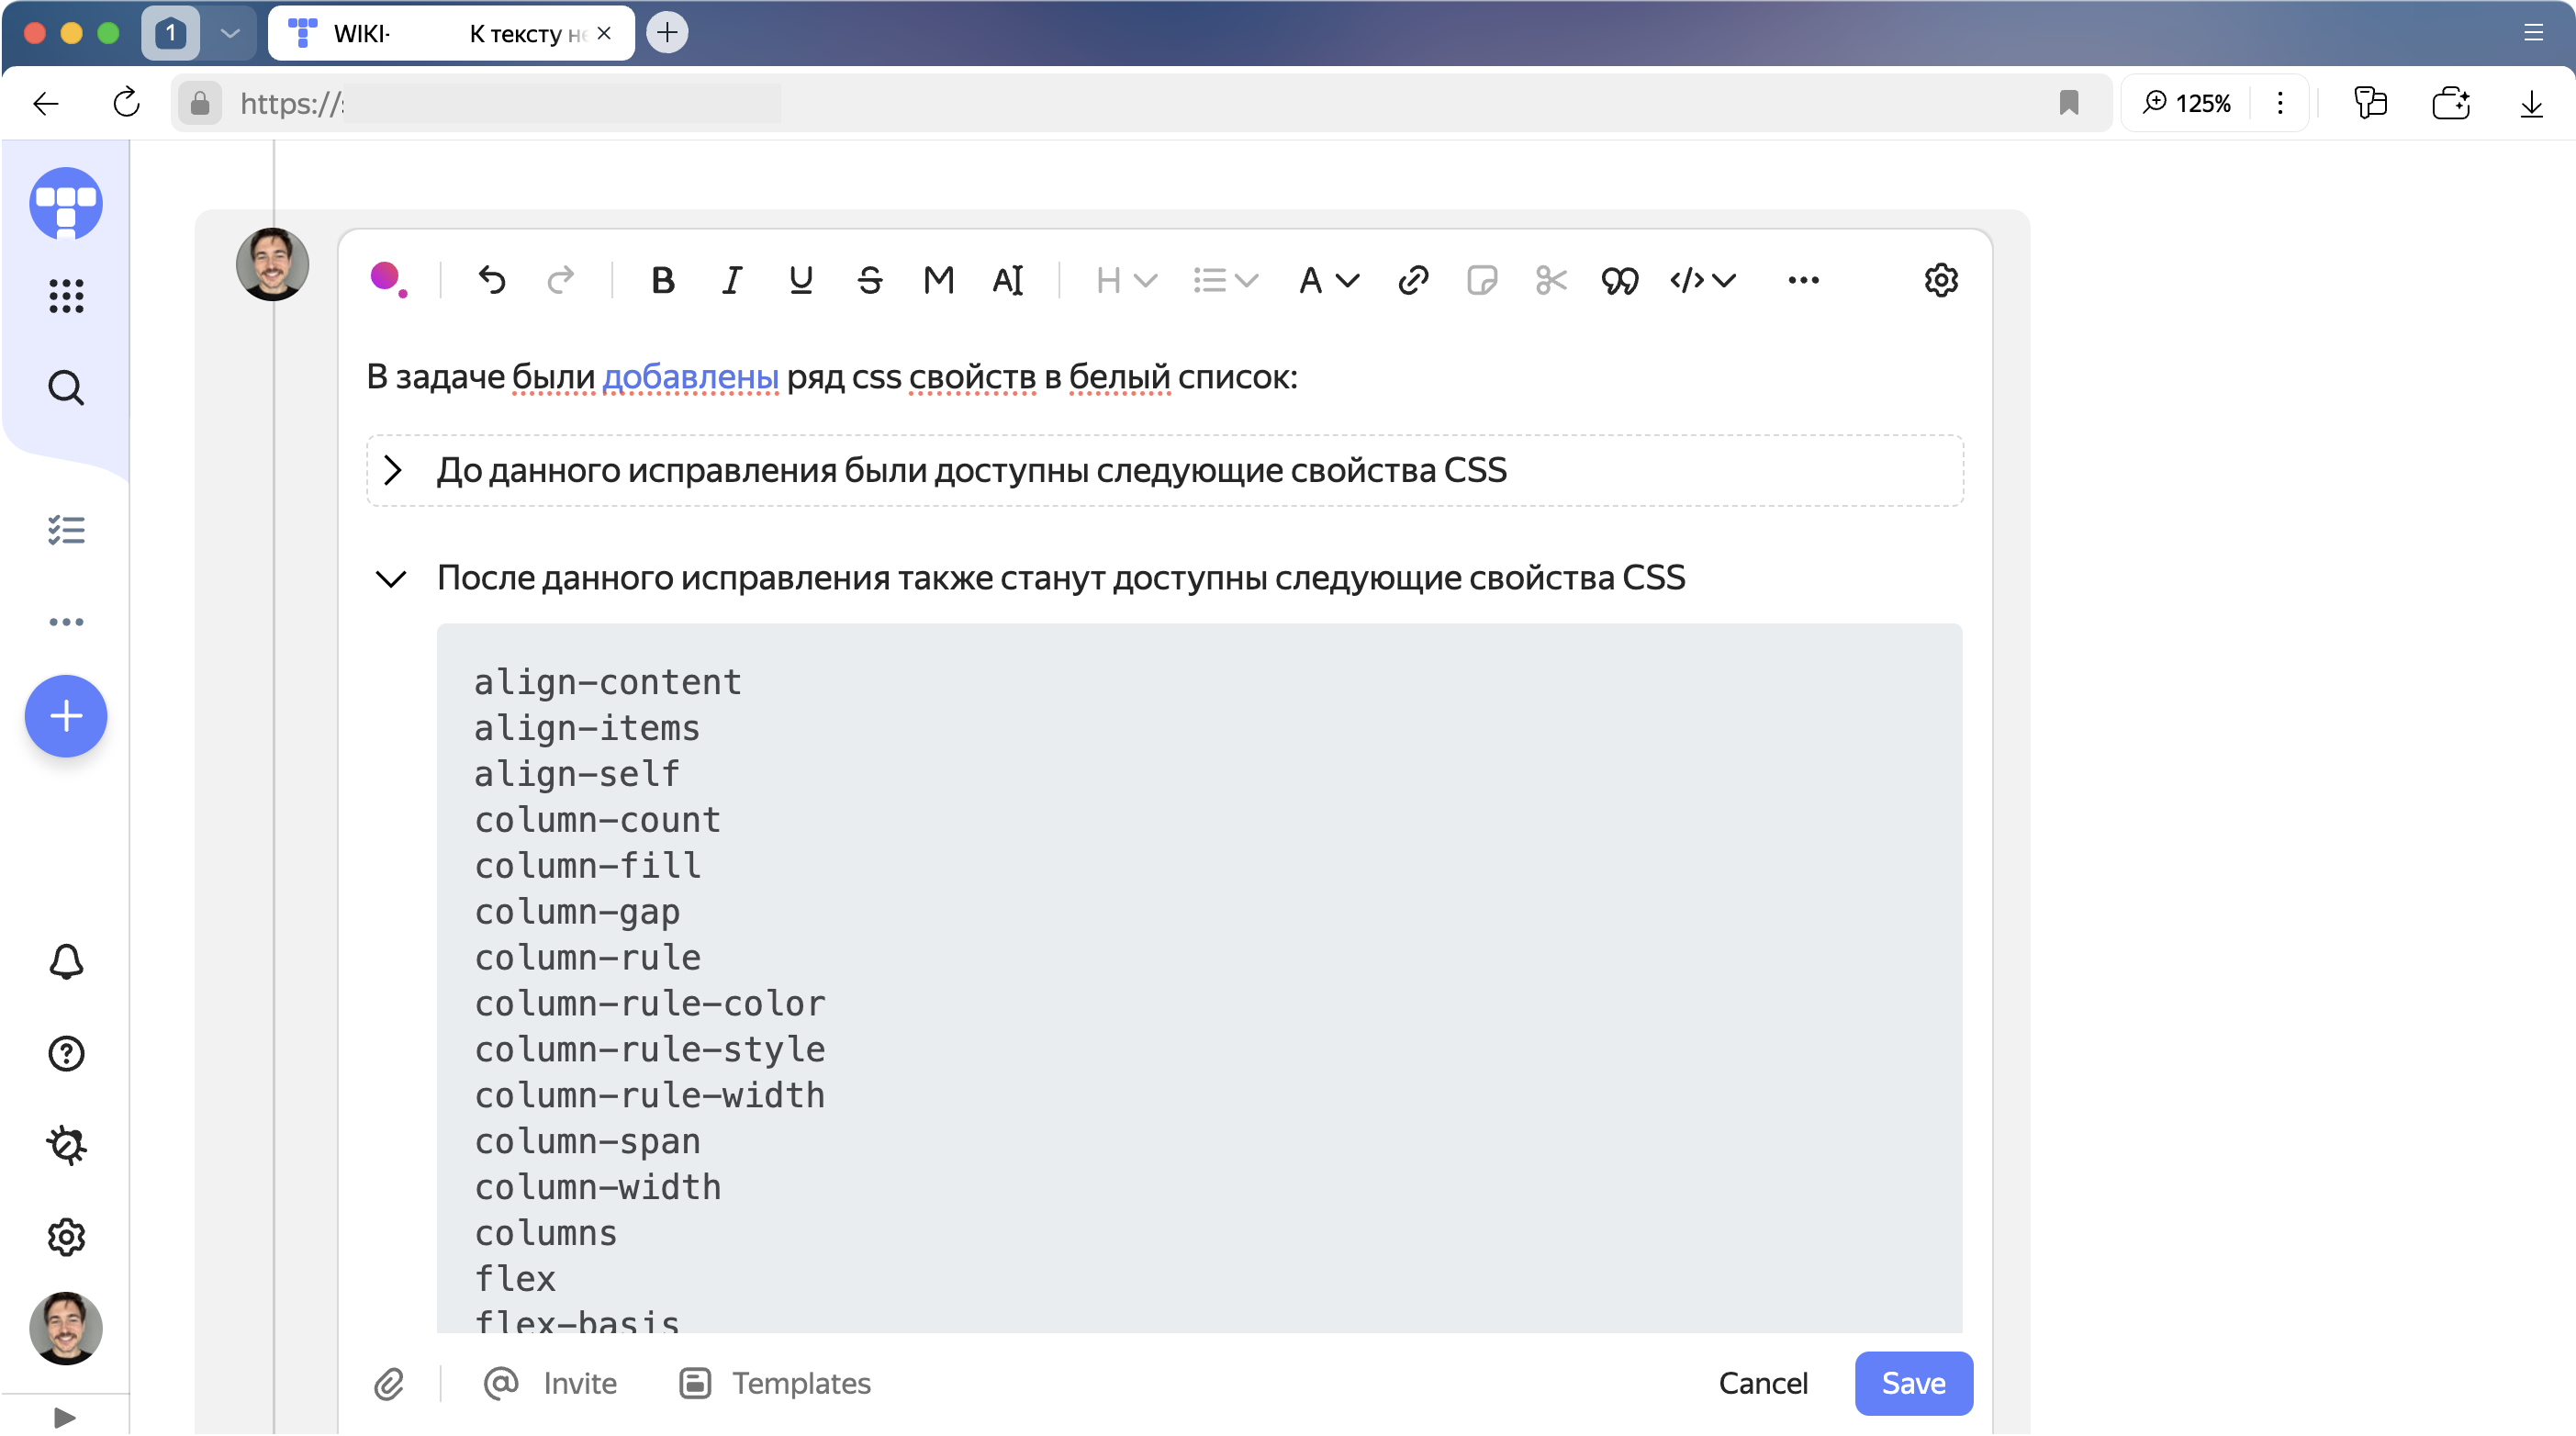 1
WIKI-
К тексту не
https://
125%
В задаче были добавлены ряд css свойств в белый список:
До данного исправления были доступны следующие свойства CSS
После данного исправления также станут доступны следующие свойства CSS
align-content
align-items
align-self
column-count
column-fill
column-gap
column-rule
column-rule-color
column-rule-style
column-rule-width
column-span
column-width
columns
flex
flex-basis
Invite
Templates
Cancel
Save